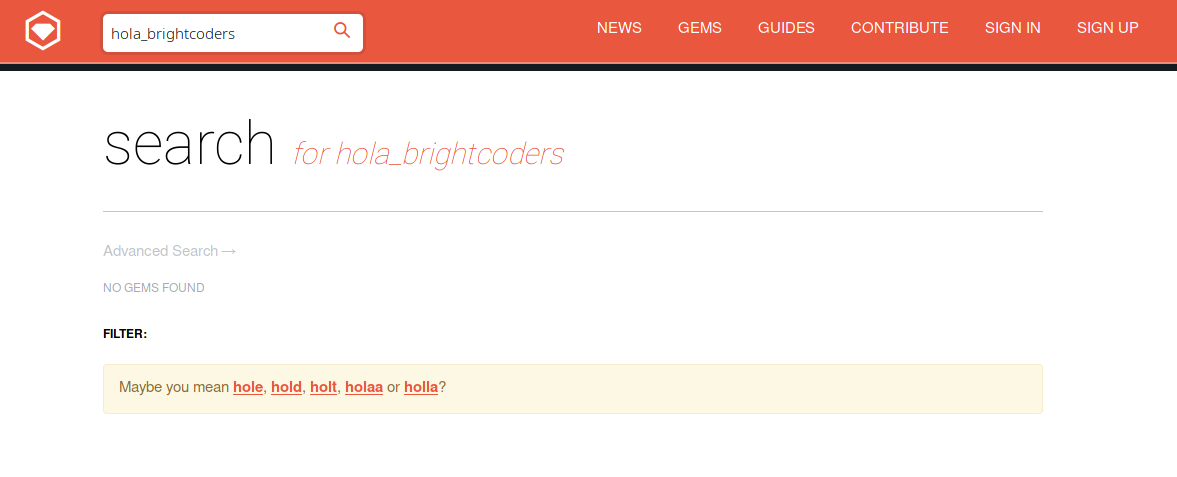 hola_brightcoders
NEWS GEMS GUIDES CONTRIBUTE SIGN IN SIGN UP
search for hola_brightcoders
Advanced Search →
NO GEMS FOUND
FILTER:
Maybe you mean hole, hold, holt, holaa or holla?